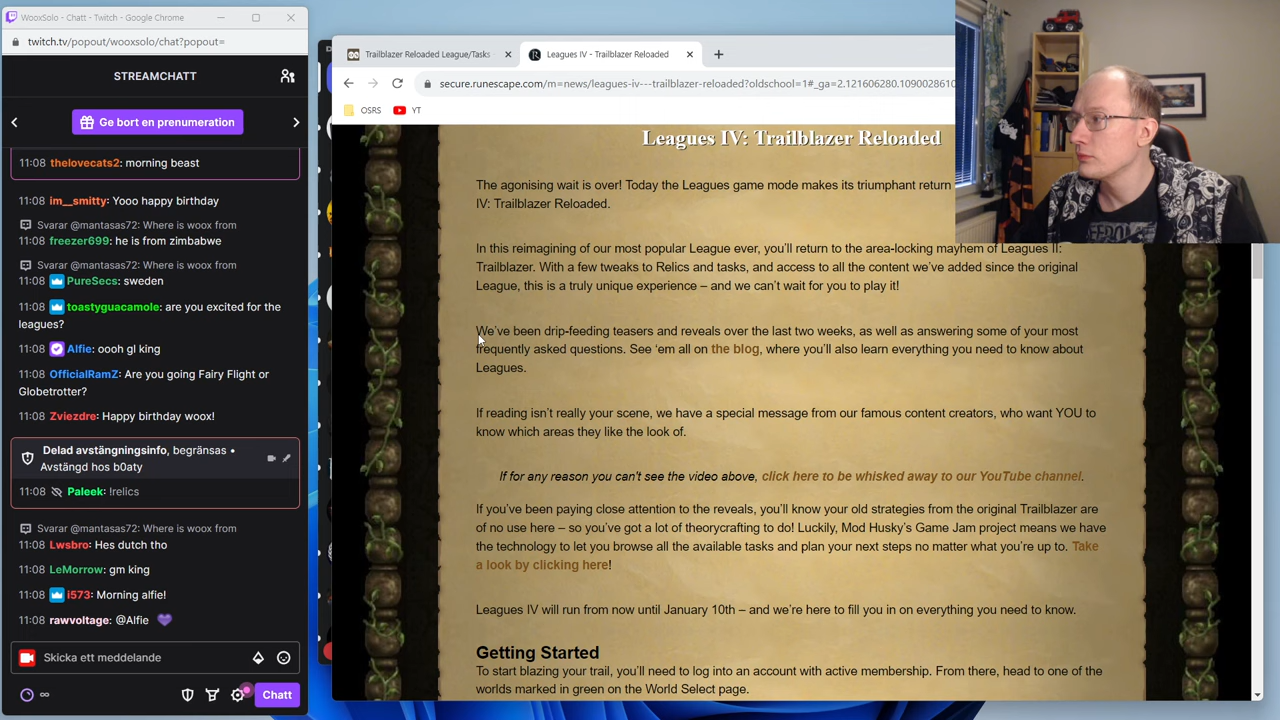 WooxSolo - Chatt - Twitch - Google Chrome
twitch.tv/popout/wooxsolo/chat?popout=
STREAMCHATT
Ge bort en prenumeration
11:08 thelovecats2: morning beast
11:08 im__smitty: Yooo happy birthday
Svarar @mantasas72: Where is woox from
11:08 freezer699: he is from zimbabwe
Svarar @mantasas72: Where is woox from
11:08 PureSecs: sweden
11:08 toastyguacamole: are you excited for the
leagues?
11:08 Alfie: oooh gl king
11:08 OfficialRamZ: Are you going Fairy Flight or
Globetrotter?
11:08 Zviezdre: Happy birthday woox!
Delad avstängningsinfo, begränsas •
Avstängd hos b0aty
11:08 Paleek: !relics
Svarar @mantasas72: Where is woox from
11:08 Lwsbro: Hes dutch tho
11:08 LeMorrow: gm king
11:08 i573: Morning alfie!
11:08 rawvoltage: @Alfie
Skicka ett meddelande
∞
Chatt
Trailblazer Reloaded League/Tasks
Leagues IV - Trailblazer Reloaded
secure.runescape.com/m=news/leagues-iv---trailblazer-reloaded?oldschool=1#_ga=2.121606280.1090028610
OSRS
YT
Leagues IV: Trailblazer Reloaded
The agonising wait is over! Today the Leagues game mode makes its triumphant return
IV: Trailblazer Reloaded.
In this reimagining of our most popular League ever, you’ll return to the area-locking mayhem of Leagues II:
Trailblazer. With a few tweaks to Relics and tasks, and access to all the content we’ve added since the original
League, this is a truly unique experience – and we can’t wait for you to play it!
We’ve been drip-feeding teasers and reveals over the last two weeks, as well as answering some of your most
frequently asked questions. See ‘em all on the blog, where you’ll also learn everything you need to know about
Leagues.
If reading isn’t really your scene, we have a special message from our famous content creators, who want YOU to
know which areas they like the look of.
If for any reason you can't see the video above, click here to be whisked away to our YouTube channel.
If you’ve been paying close attention to the reveals, you’ll know your old strategies from the original Trailblazer are
of no use here – so you’ve got a lot of theorycrafting to do! Luckily, Mod Husky’s Game Jam project means we have
the technology to let you browse all the available tasks and plan your next steps no matter what you’re up to. Take
a look by clicking here!
Leagues IV will run from now until January 10th – and we’re here to fill you in on everything you need to know.
Getting Started
To start blazing your trail, you’ll need to log into an account with active membership. From there, head to one of the
worlds marked in green on the World Select page.